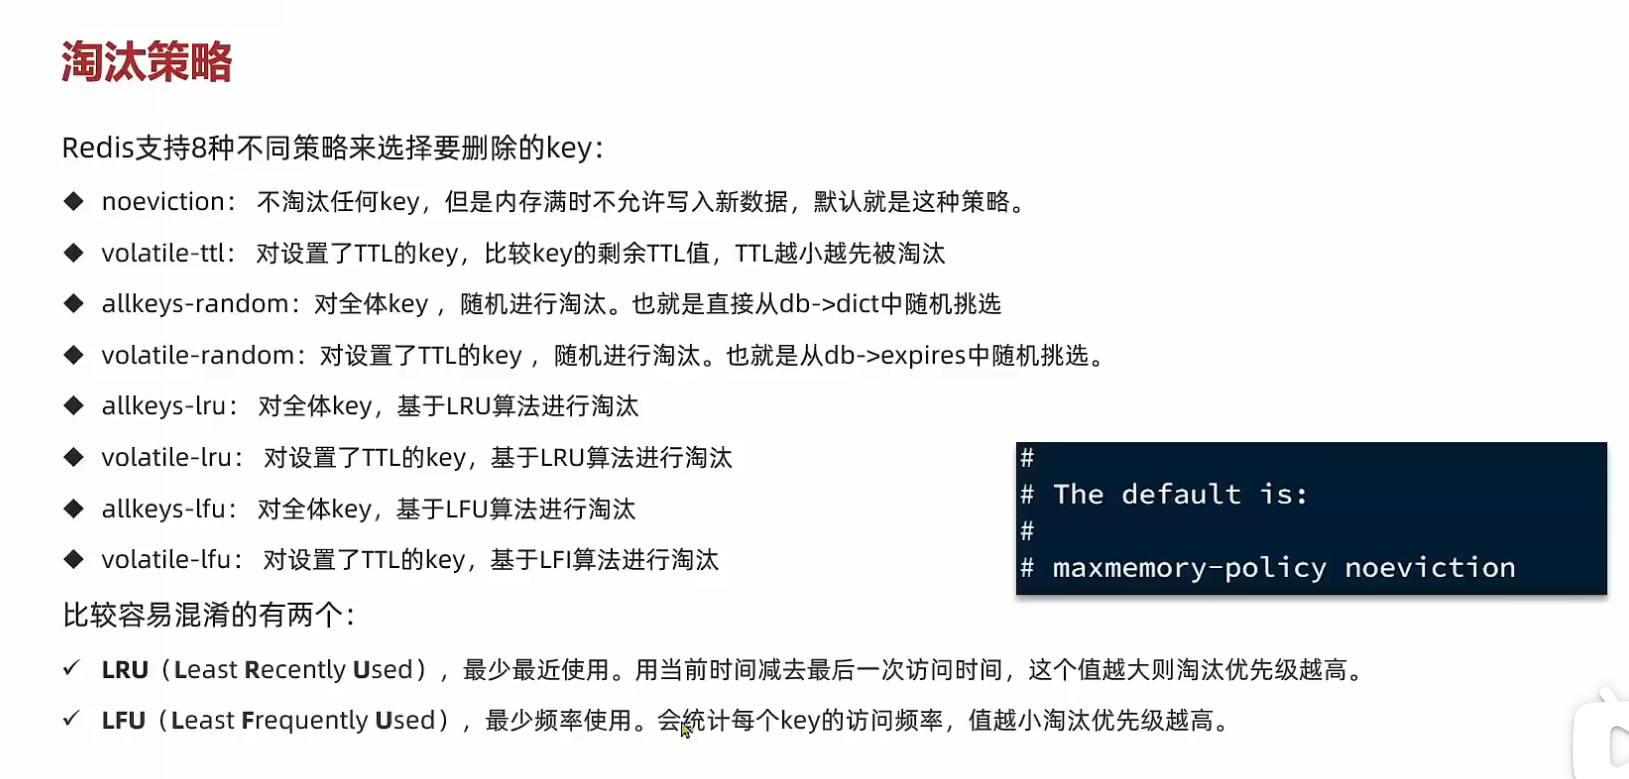 淘汰策略
Redis支持8种不同策略来选择要删除的key：
◆ noeviction： 不淘汰任何key，但是内存满时不允许写入新数据，默认就是这种策略。
◆ volatile-ttl： 对设置了TTL的key，比较key的剩余TTL值，TTL越小越先被淘汰
◆ allkeys-random：对全体key ，随机进行淘汰。也就是直接从db->dict中随机挑选
◆ volatile-random：对设置了TTL的key ，随机进行淘汰。也就是从db->expires中随机挑选。
◆ allkeys-lru： 对全体key，基于LRU算法进行淘汰
◆ volatile-lru： 对设置了TTL的key，基于LRU算法进行淘汰
◆ allkeys-lfu： 对全体key，基于LFU算法进行淘汰
◆ volatile-lfu： 对设置了TTL的key，基于LFI算法进行淘汰
#
# The default is:
#
# maxmemory-policy noeviction
比较容易混淆的有两个：
✓ LRU（Least Recently Used），最少最近使用。用当前时间减去最后一次访问时间，这个值越大则淘汰优先级越高。
✓ LFU（Least Frequently Used），最少频率使用。会统计每个key的访问频率，值越小淘汰优先级越高。